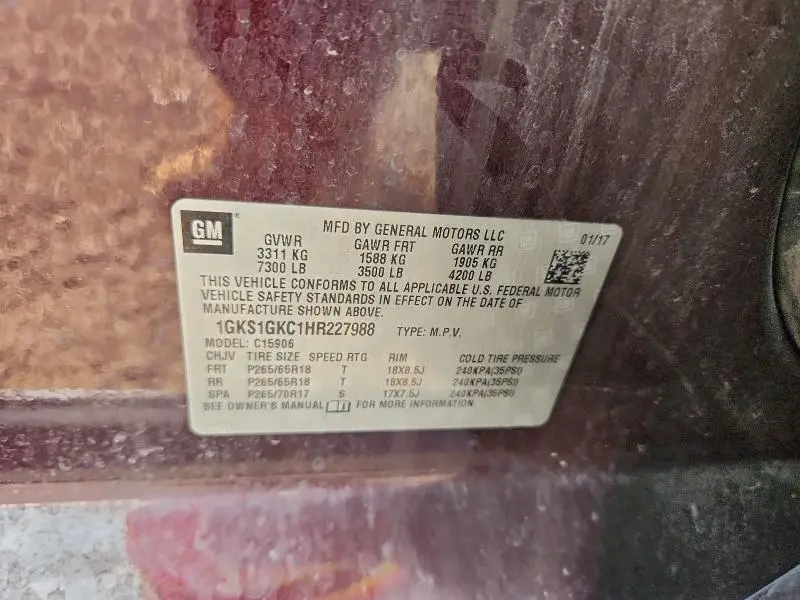 GM ®
MFD BY GENERAL MOTORS LLC 01/17
GVWR GAWR FRT GAWR RR
3311 KG 1588 KG 1905 KG
7300 LB 3500 LB 4200 LB
THIS VEHICLE CONFORMS TO ALL APPLICABLE U.S. FEDERAL MOTOR
VEHICLE SAFETY STANDARDS IN EFFECT ON THE DATE OF
MANUFACTURE SHOWN ABOVE.
1GKS1GKC1HR227988 TYPE: M.P.V.
MODEL: C15906
CHJV TIRE SIZE SPEED RTG RIM COLD TIRE PRESSURE
FRT P265/65R18 T 18X8.5J 240KPA(35PSI)
RR P265/65R18 T 18X8.5J 240KPA(35PSI)
SPA P265/70R17 S 17X7.5J 240KPA(35PSI)
SEE OWNER'S MANUAL FOR MORE INFORMATION.